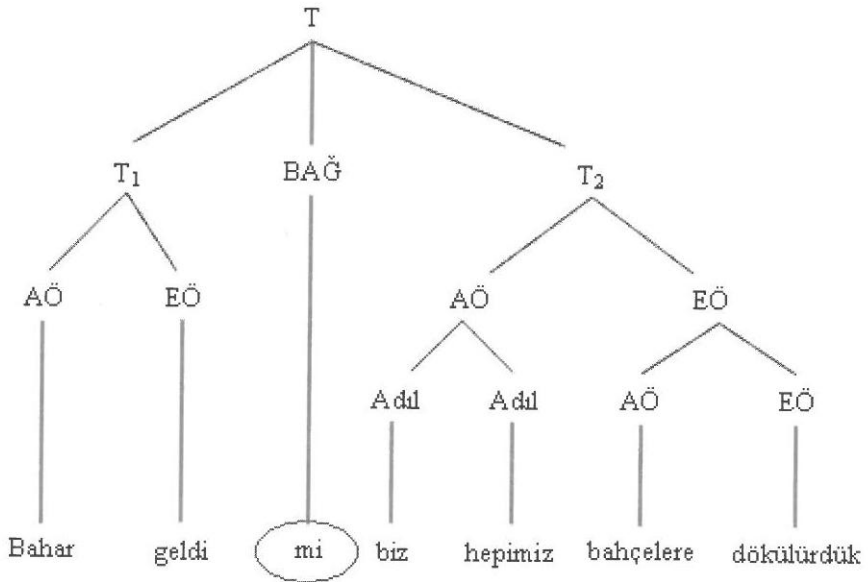 T
T₁ BAĞ T₂
AÖ EÖ AÖ EÖ
Adıl Adıl AÖ EÖ
Bahar geldi mi biz hepimiz bahçelere dökülürdük